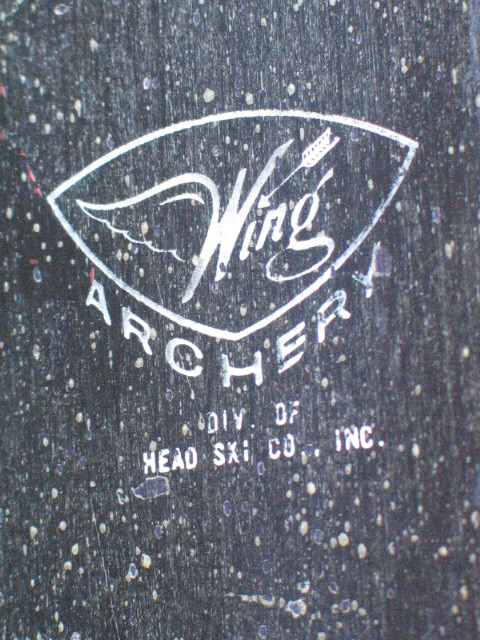 Wing
ARCHERY
DIV. OF
HEAD SKI CO., INC.